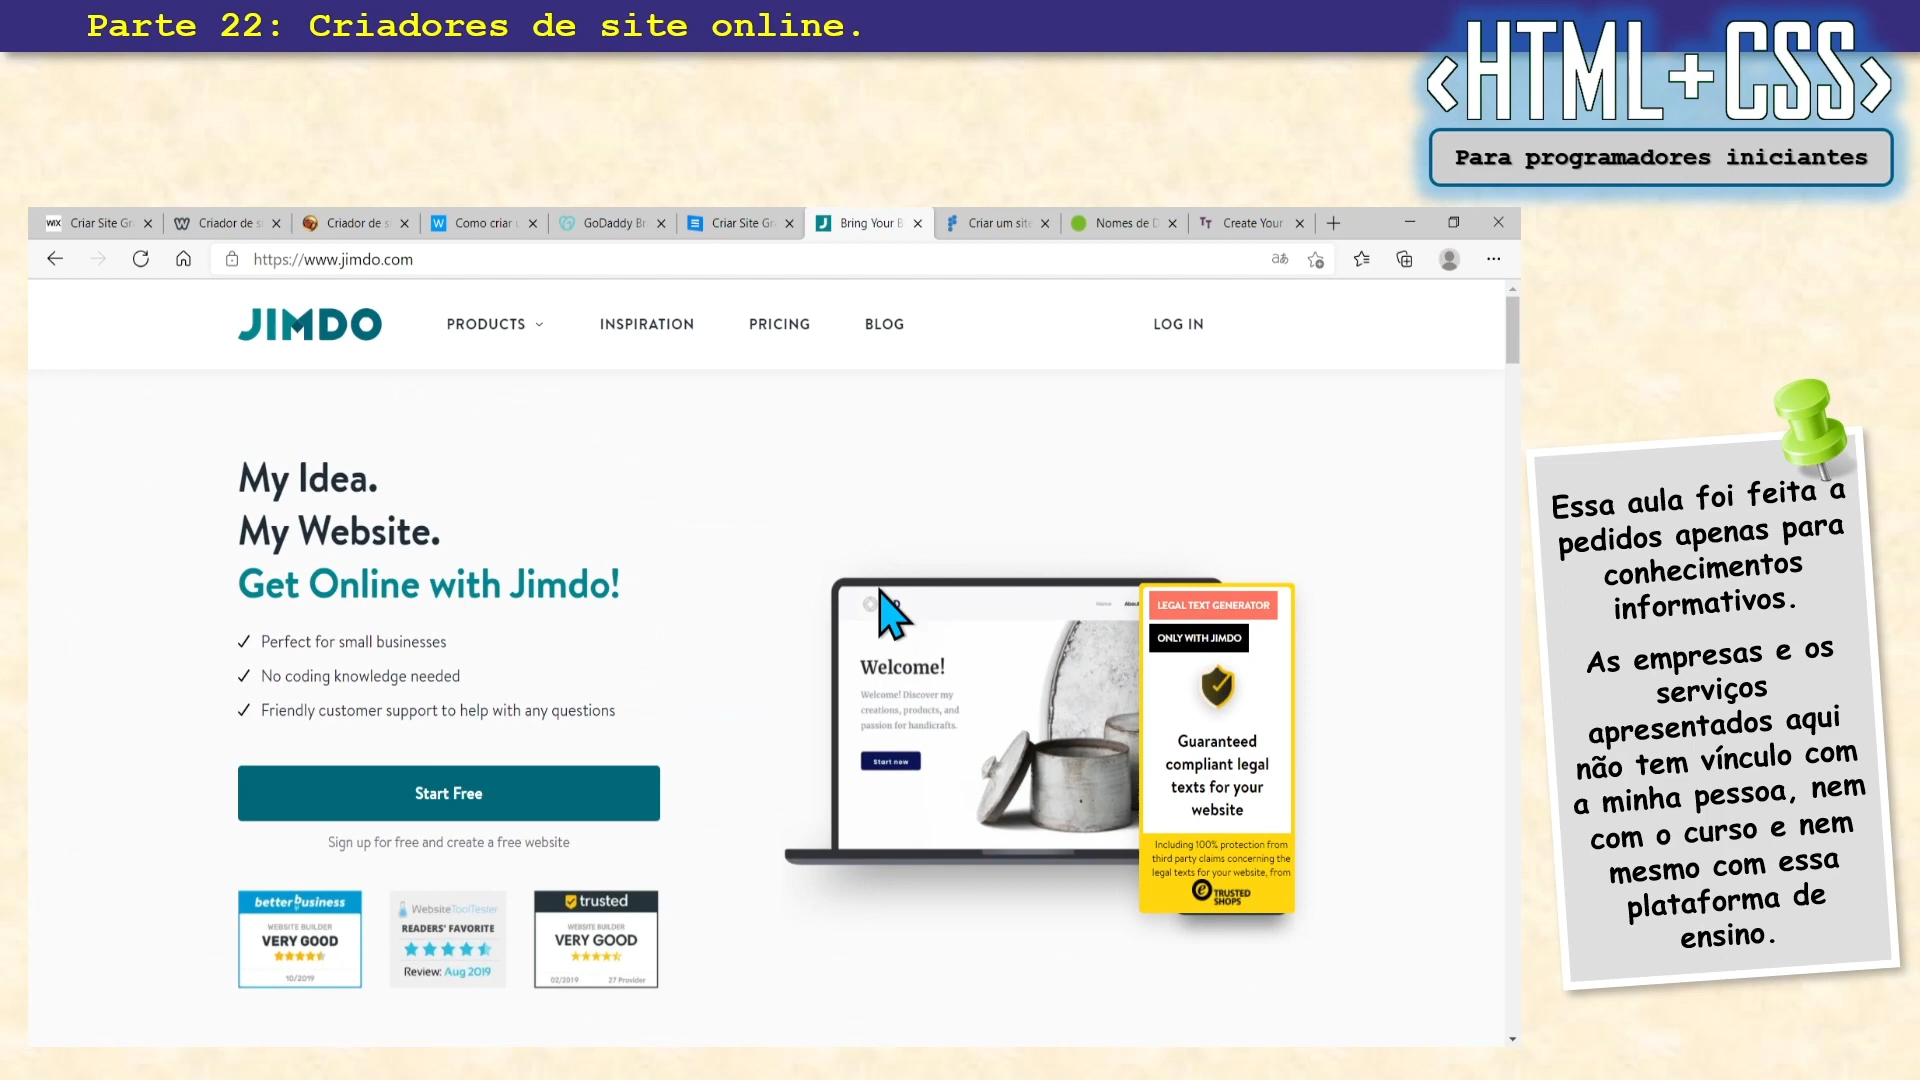 Parte 22: Criadores de site online.
<HTML+CSS>
Para programadores iniciantes
WIX Criar Site Gr
Criador de s
Criador de s
Como criar
GoDaddy Br
Criar Site Gr
Bring Your B
Criar um site
Nomes de D
Create Your
https://www.jimdo.com
JIMDO
PRODUCTS
INSPIRATION
PRICING
BLOG
LOG IN
My Idea.
My Website.
Get Online with Jimdo!
Perfect for small businesses
No coding knowledge needed
Friendly customer support to help with any questions
Start Free
Sign up for free and create a free website
betterbusiness
WEBSITE BUILDER
VERY GOOD
10/2019
WebsiteToolTester
READERS' FAVORITE
Review: Aug 2019
trusted
WEBSITE BUILDER
VERY GOOD
02/2019 27 Provider
Home
Welcome!
Welcome! Discover my
creations, products, and
passion for handicrafts.
Start now
LEGAL TEXT GENERATOR
ONLY WITH JIMDO
Guaranteed
compliant legal
texts for your
website
Including 100% protection from
third party claims concerning the
legal texts for your website, from
TRUSTED
SHOPS
Essa aula foi feita a
pedidos apenas para
conhecimentos
informativos.
As empresas e os
serviços
apresentados aqui
não tem vínculo com
a minha pessoa, nem
com o curso e nem
mesmo com essa
plataforma de
ensino.